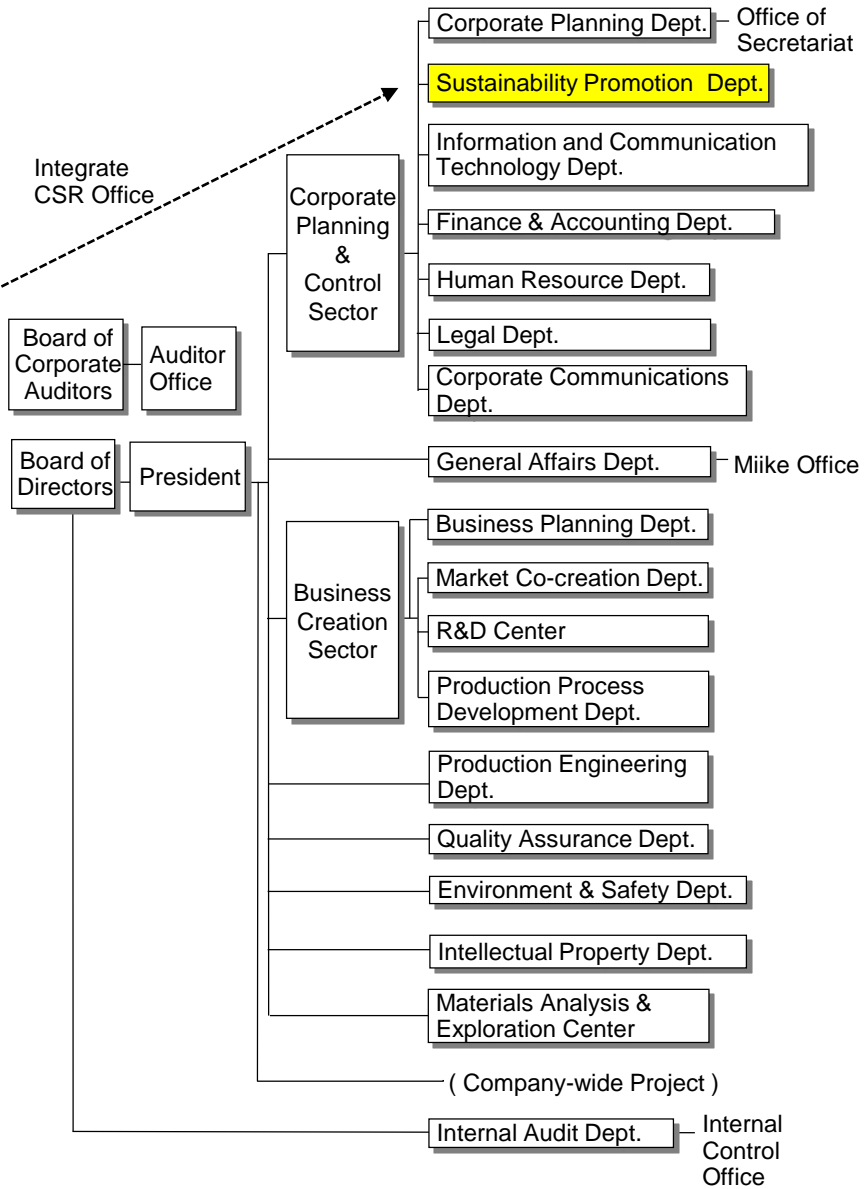 Corporate Planning Dept.
Office of
Secretariat
Sustainability Promotion Dept.
Integrate
CSR Office
Information and Communication
Technology Dept.
Corporate
Planning
&
Control
Sector
Finance & Accounting Dept.
Human Resource Dept.
Legal Dept.
Corporate Communications
Dept.
Board of
Corporate
Auditors
Auditor
Office
Board of
Directors
President
General Affairs Dept.
Miike Office
Business
Creation
Sector
Business Planning Dept.
Market Co-creation Dept.
R&D Center
Production Process
Development Dept.
Production Engineering
Dept.
Quality Assurance Dept.
Environment & Safety Dept.
Intellectual Property Dept.
Materials Analysis &
Exploration Center
( Company-wide Project )
Internal Audit Dept.
Internal
Control
Office